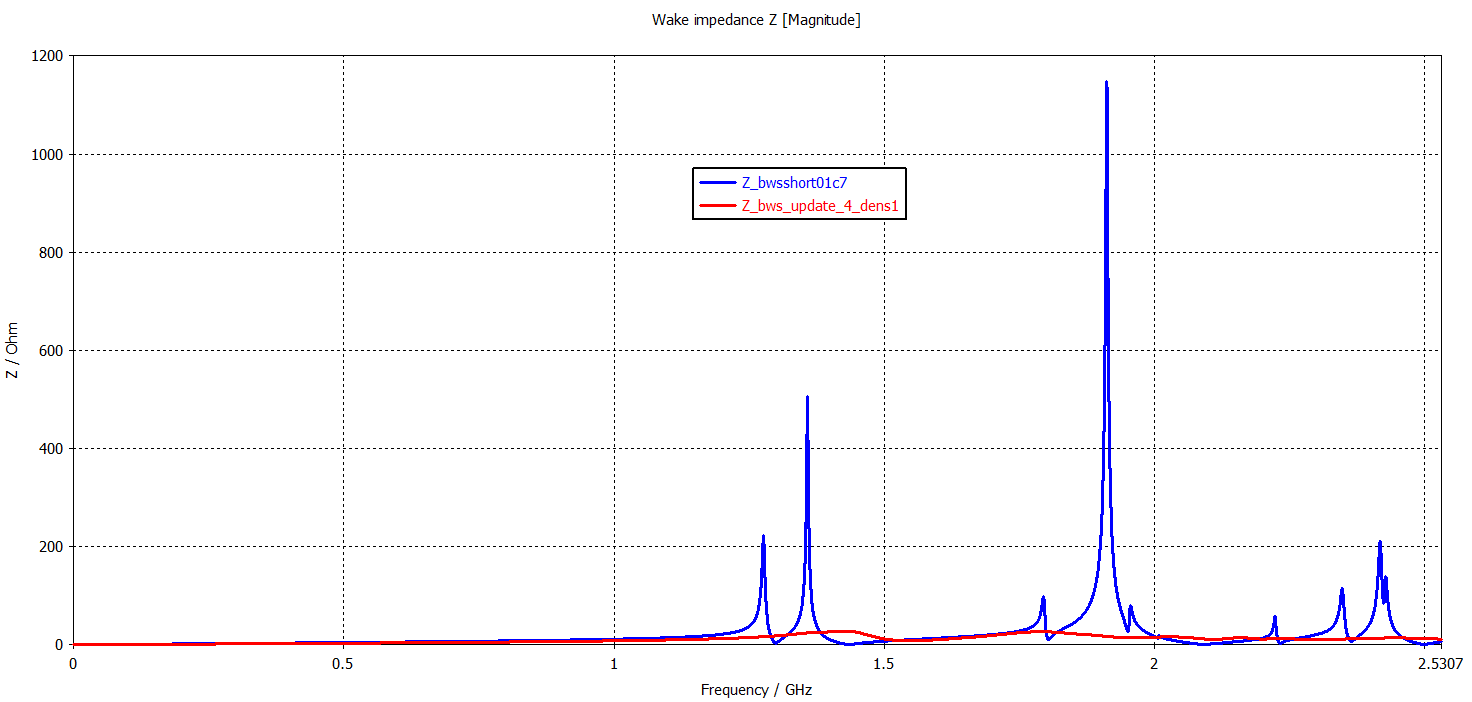 Wake impedance Z [Magnitude]
1200
1000
800
600
400
200
0
Z / Ohm
Z_bwsshort01c7
Z_bws_update_4_dens1
0 0.5 1 1.5 2 2.5307
Frequency / GHz